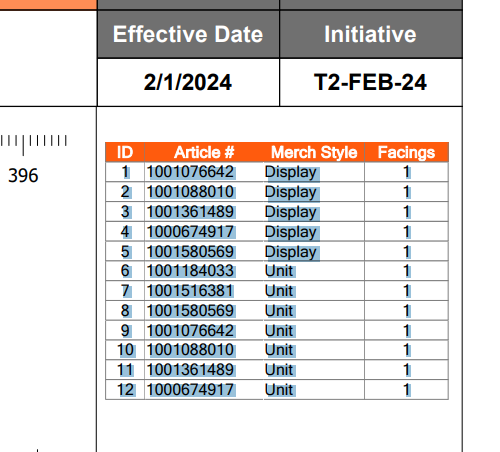 Effective Date Initiative
2/1/2024 T2-FEB-24
396
ID Article # Merch Style Facings
1 1001076642 Display 1
2 1001088010 Display 1
3 1001361489 Display 1
4 1000674917 Display 1
5 1001580569 Display 1
6 1001184033 Unit 1
7 1001516381 Unit 1
8 1001580569 Unit 1
9 1001076642 Unit 1
10 1001088010 Unit 1
11 1001361489 Unit 1
12 1000674917 Unit 1